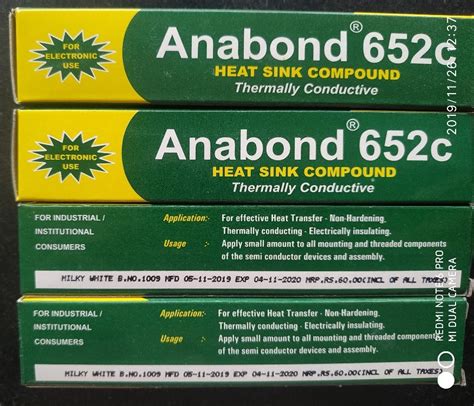 FOR
ELECTRONIC
USE
Anabond® 652c
HEAT SINK COMPOUND
Thermally Conductive
FOR
ELECTRONIC
USE
Anabond® 652c
HEAT SINK COMPOUND
Thermally Conductive
FOR INDUSTRIAL /
INSTITUTIONAL
CONSUMERS
Application:- For effective Heat Transfer - Non-Hardening,
Thermally conducting - Electrically insulating.
Usage :- Apply small amount to all mounting and threaded components
of the semi conductor devices and assembly.
MILKY WHITE B.NO.1009 MFD 05-11-2019 EXP 04-11-2020 MRP.RS.60.00(INCL OF ALL TAXES)
FOR INDUSTRIAL /
INSTITUTIONAL
CONSUMERS
Application:- For effective Heat Transfer - Non-Hardening,
Thermally conducting - Electrically insulating.
Usage :- Apply small amount to all mounting and threaded components
of the semi conductor devices and assembly.
MILKY WHITE B.NO.1009 MFD 05-11-2019 EXP 04-11-2020 MRP.RS.60.00(INCL OF ALL TAXES)
2019/11/26 12:37
REDMI NOTE 6 PRO
MI DUAL CAMERA